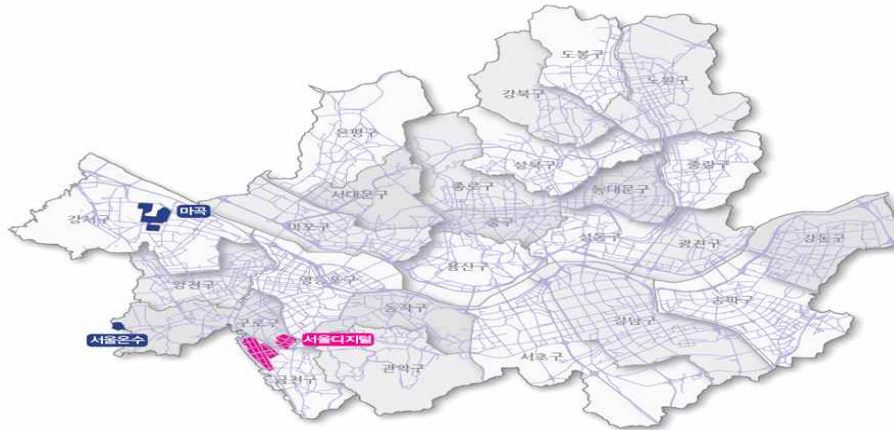 도봉구
노원구
강북구
은평구
성북구
중랑구
서대문구
종로구
동대문구
마곡
강서구
마포구
중구
성동구
광진구
강동구
용산구
양천구
영등포구
송파구
동작구
강남구
구로구
서울온수
서울디지털
서초구
관악구
금천구